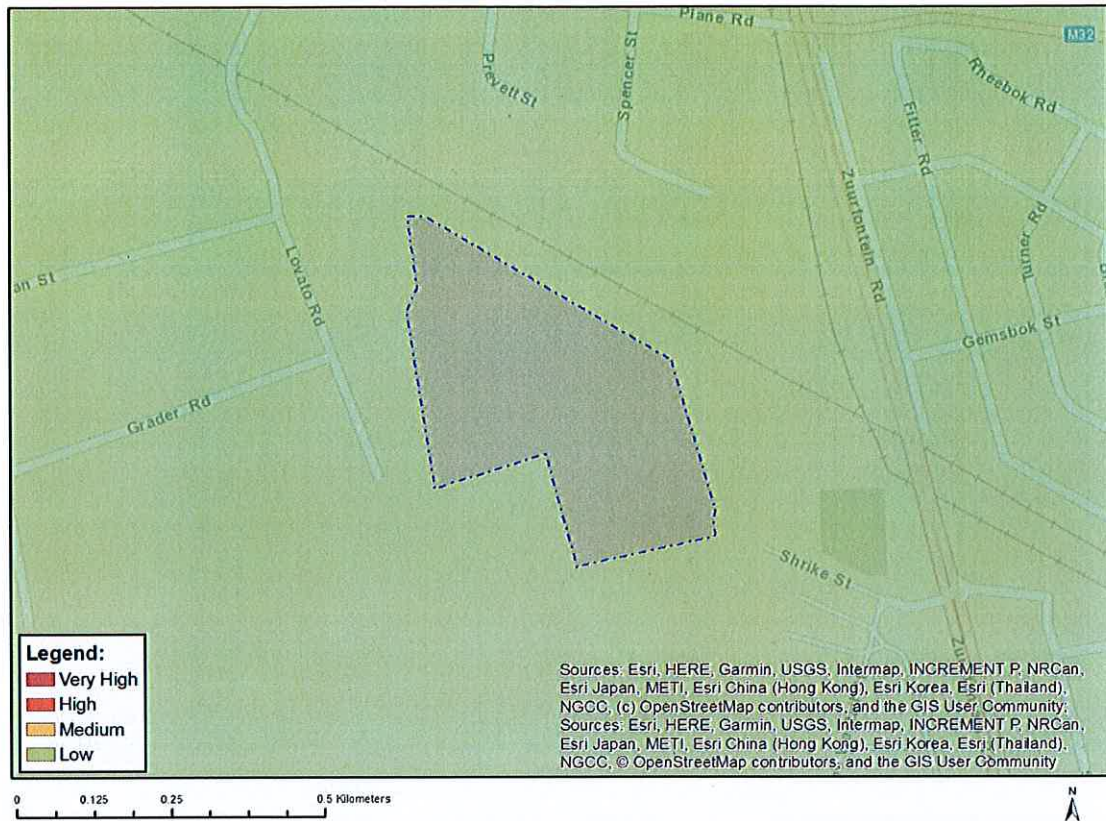 Plane Rd
M32
Prevett St
Spencer St
Rheebok Rd
Fitter Rd
Zuurfontein Rd
Turner Rd
Lovato Rd
an St
Gemsbok St
Grader Rd
Shrike St
Legend:
Very High
High
Medium
Low
Sources: Esri, HERE, Garmin, USGS, Intermap, INCREMENT P, NRCan,
Esri Japan, METI, Esri China (Hong Kong), Esri Korea, Esri (Thailand),
NGCC, (c) OpenStreetMap contributors, and the GIS User Community;
Sources: Esri, HERE, Garmin, USGS, Intermap, INCREMENT P, NRCan,
Esri Japan, METI, Esri China (Hong Kong), Esri Korea, Esri (Thailand),
NGCC, © OpenStreetMap contributors, and the GIS User Community
0 0.125 0.25 0.5 Kilometers
N